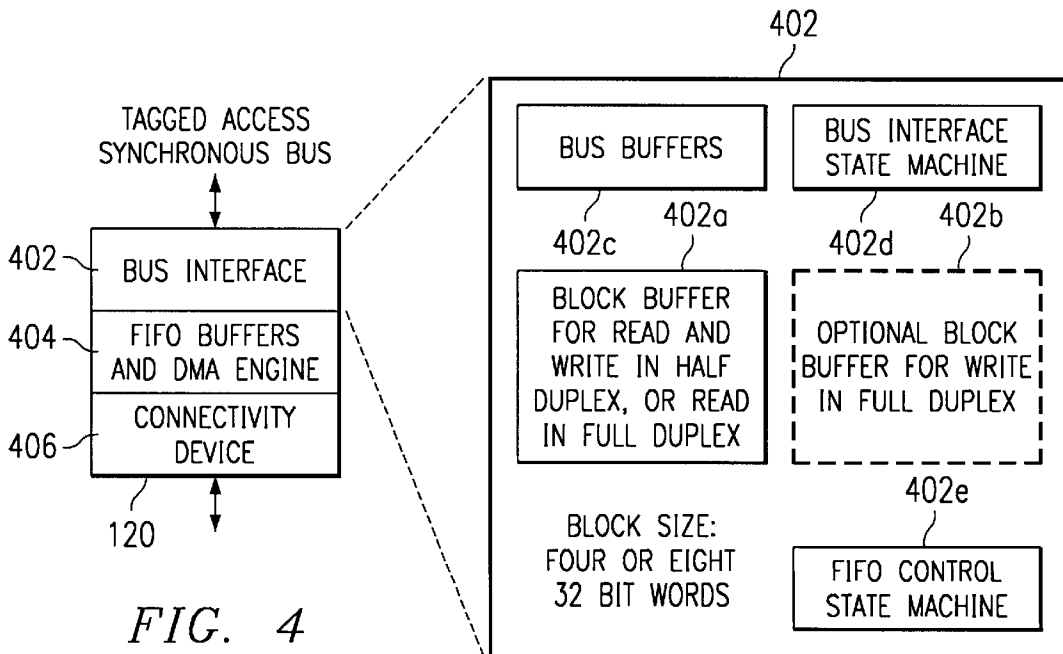 TAGGED ACCESS
SYNCHRONOUS BUS
402
BUS INTERFACE
404
FIFO BUFFERS
AND DMA ENGINE
406
CONNECTIVITY
DEVICE
120
FIG. 4
402
BUS BUFFERS
402c
BUS INTERFACE
STATE MACHINE
402d
402a
BLOCK BUFFER
FOR READ AND
WRITE IN HALF
DUPLEX, OR READ
IN FULL DUPLEX
402b
OPTIONAL BLOCK
BUFFER FOR WRITE
IN FULL DUPLEX
BLOCK SIZE:
FOUR OR EIGHT
32 BIT WORDS
402e
FIFO CONTROL
STATE MACHINE